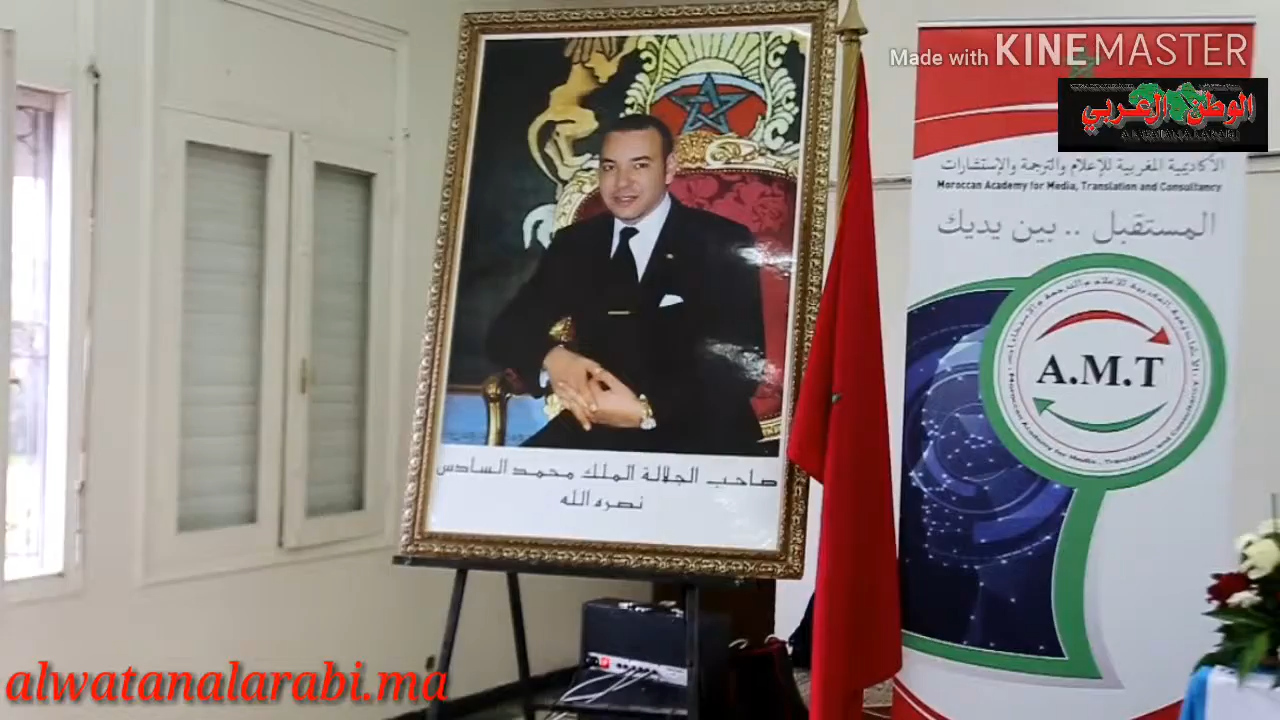 Made with KINEMASTER
الوطن العربي
ALWATANALARABI
الأكاديمية المغربية للإعلام والترجمة والإستشارات
Moroccan Academy for Media, Translation and Consultancy
المستقبل .. بين يديك
A.M.T
صاحب الجلالة الملك محمد السادس
نصره الله
alwatanalarabi.ma